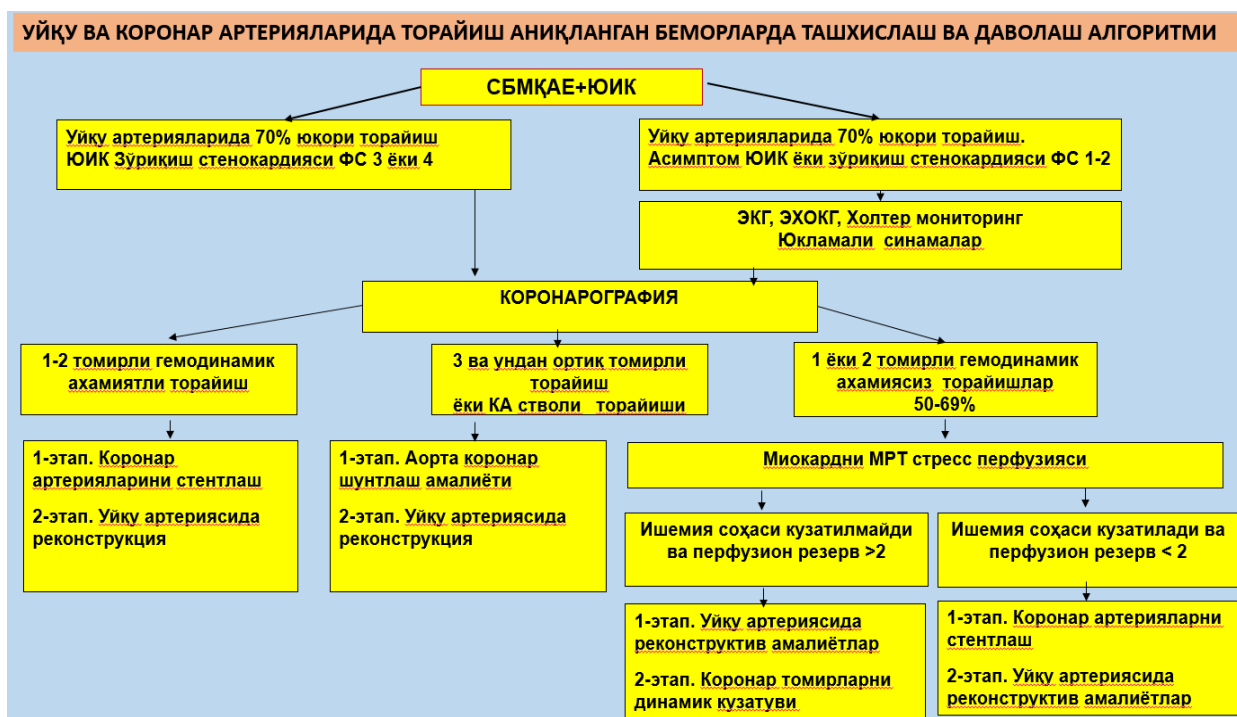 УЙҚУ ВА КОРОНАР АРТЕРИЯЛАРИДА ТОРАЙИШ АНИҚЛАНГАН БЕМОРЛАРДА ТАШХИСЛАШ ВА ДАВОЛАШ АЛГОРИТМИ
СБМҚАЕ+ЮИК
Уйқу артерияларида 70% юқори торайиш
ЮИК Зўриқиш стенокардияси ФС 3 ёки 4
Уйқу артерияларида 70% юқори торайиш.
Асимптом ЮИК ёки зўриқиш стенокардияси ФС 1-2
ЭКГ, ЭХОКГ, Холтер мониторинг
Юкламали синамалар
КОРОНАРОГРАФИЯ
1-2 томирли гемодинамик
ахамиятли торайиш
3 ва ундан ортиқ томирли
торайиш
ёки КА стволи торайиши
1 ёки 2 томирли гемодинамик
ахамиясиз торайишлар
50-69%
1-этап. Коронар
артерияларини стентлаш
2-этап. Уйқу артериясида
реконструкция
1-этап. Аорта коронар
шунтлаш амалиёти
2-этап. Уйқу артериясида
реконструкция
Миокардни МРТ стресс перфузияси
Ишемия соҳаси кузатилмайди
ва перфузион резерв >2
Ишемия соҳаси кузатилади ва
перфузион резерв < 2
1-этап. Уйқу артериясида
реконструктив амалиётлар
2-этап. Коронар томирларни
динамик кузатуви
1-этап. Коронар артерияларни
стентлаш
2-этап. Уйқу артериясида
реконструктив амалиётлар